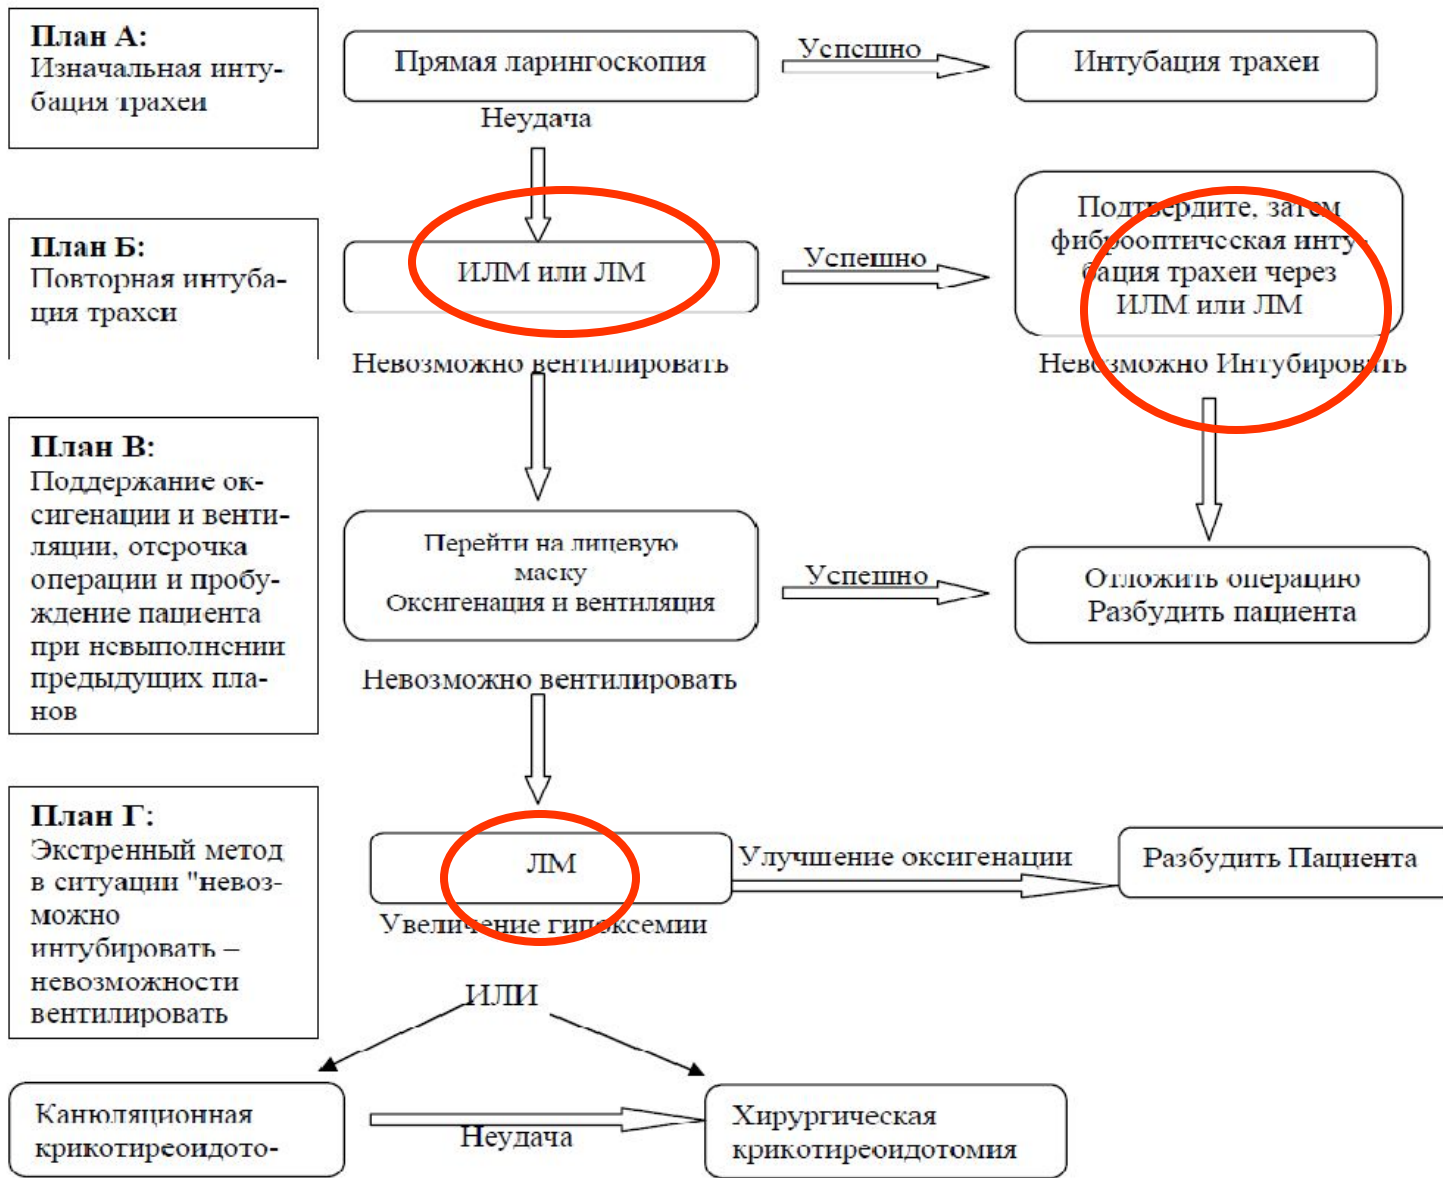 План А:
Изначальная инту-
бация трахеи
Прямая ларингоскопия
Успешно
Интубация трахеи
Неудача
План Б:
Повторная интуба-
ция трахеи
ИЛМ или ЛМ
Успешно
Подтвердите, затем
фиброоптическая инту-
бация трахеи через
ИЛМ или ЛМ
Невозможно вентилировать
Невозможно Интубировать
План В:
Поддержание ок-
сигенации и венти-
ляции, отсрочка
операции и пробу-
ждение пациента
при невыполнении
предыдущих пла-
нов
Перейти на лицевую
маску
Оксигенация и вентиляция
Успешно
Отложить операцию
Разбудить пациента
Невозможно вентилировать
План Г:
Экстренный метод
в ситуации "невоз-
можно
интубировать –
невозможности
вентилировать
ЛМ
Улучшение оксигенации
Разбудить Пациента
Увеличение гипоксемии
ИЛИ
Канюляционная
крикотиреоидото-
Неудача
Хирургическая
крикотиреоидотомия